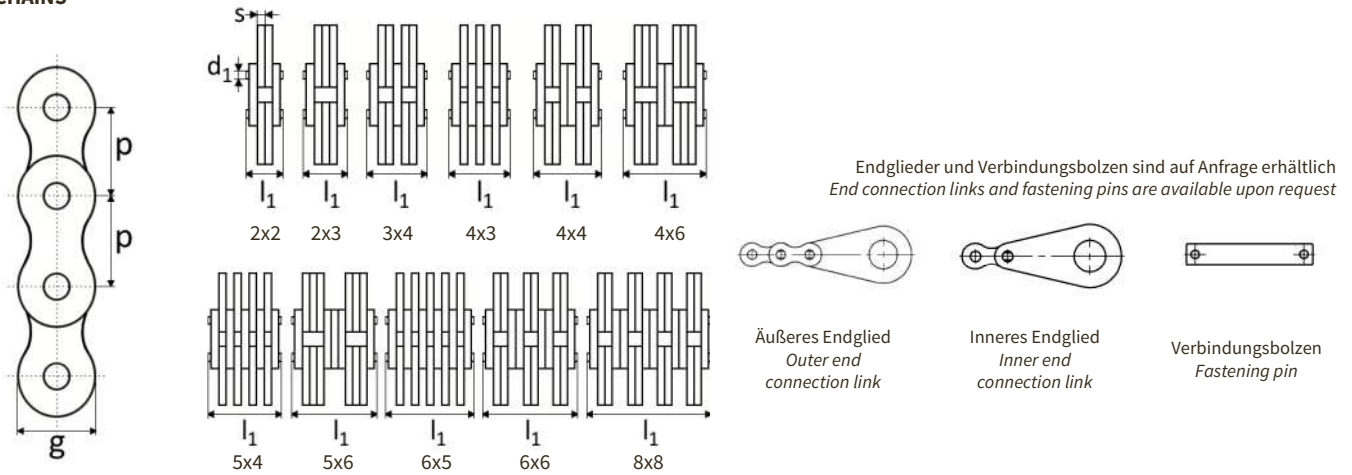 s
d1
p
p
g
l1 l1 l1 l1 l1 l1
2x2 2x3 3x4 4x3 4x4 4x6
l1 l1 l1 l1 l1
5x4 5x6 6x5 6x6 8x8
Endglieder und Verbindungsbolzen sind auf Anfrage erhältlich
End connection links and fastening pins are available upon request
Äußeres Endglied
Outer end
connection link
Inneres Endglied
Inner end
connection link
Verbindungsbolzen
Fastening pin